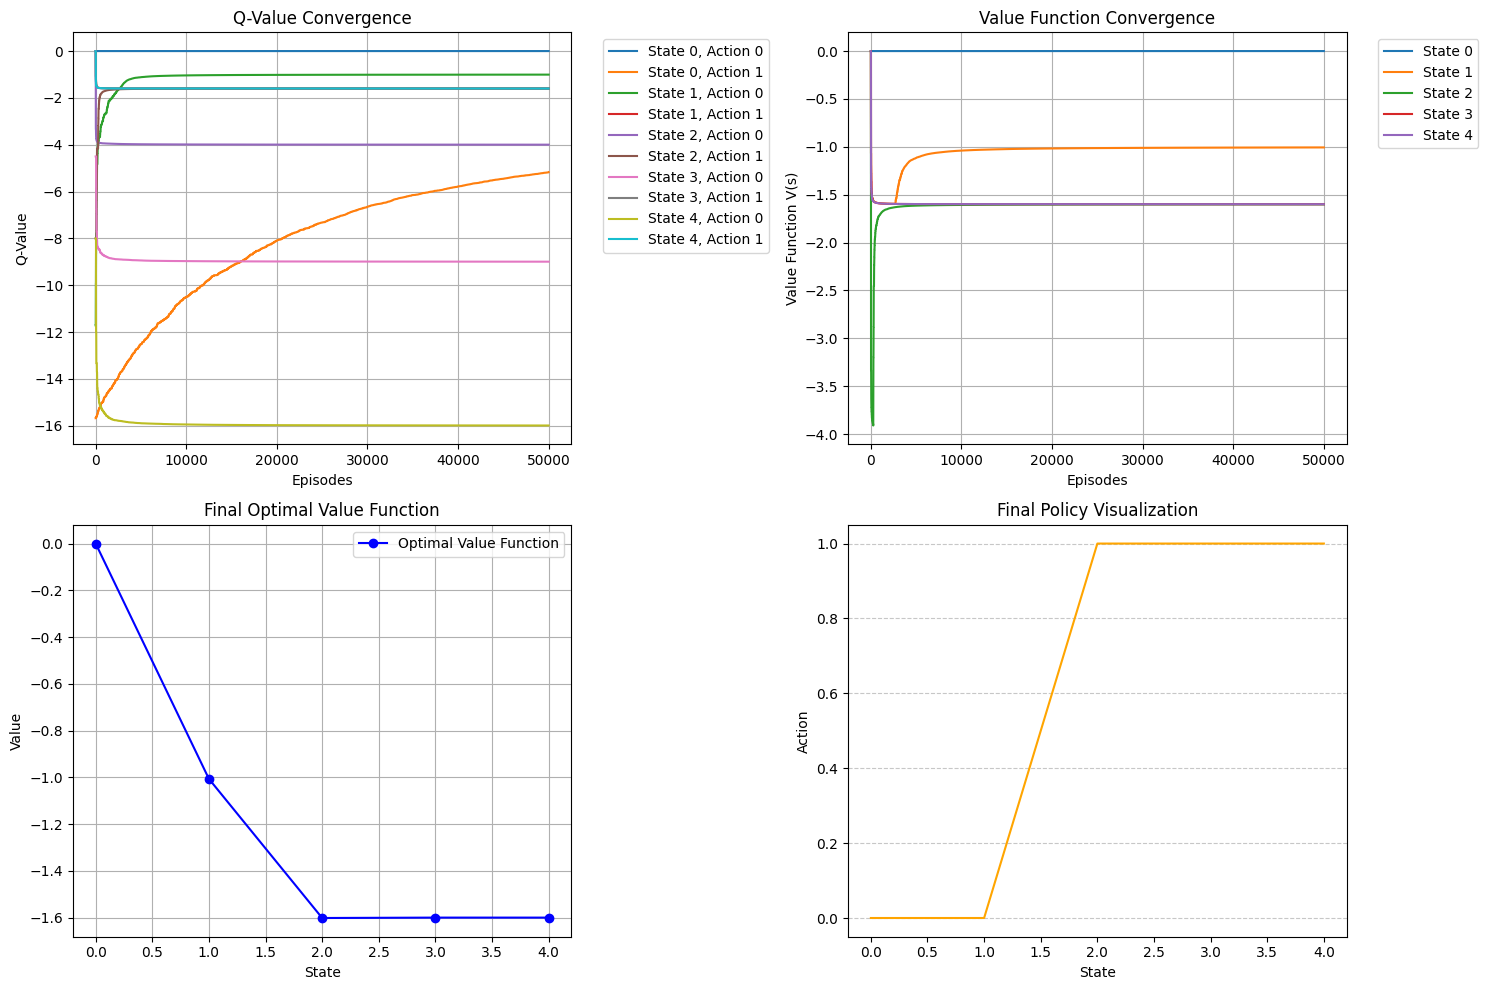 Q-Value Convergence
Q-Value
0
−2
−4
−6
−8
−10
−12
−14
−16
0 10000 20000 30000 40000 50000
Episodes
State 0, Action 0
State 0, Action 1
State 1, Action 0
State 1, Action 1
State 2, Action 0
State 2, Action 1
State 3, Action 0
State 3, Action 1
State 4, Action 0
State 4, Action 1
Value Function Convergence
Value Function V(s)
0.0
−0.5
−1.0
−1.5
−2.0
−2.5
−3.0
−3.5
−4.0
0 10000 20000 30000 40000 50000
Episodes
State 0
State 1
State 2
State 3
State 4
Final Optimal Value Function
Optimal Value Function
Value
0.0
−0.2
−0.4
−0.6
−0.8
−1.0
−1.2
−1.4
−1.6
0.0 0.5 1.0 1.5 2.0 2.5 3.0 3.5 4.0
State
Final Policy Visualization
Action
1.0
0.8
0.6
0.4
0.2
0.0
0.0 0.5 1.0 1.5 2.0 2.5 3.0 3.5 4.0
State